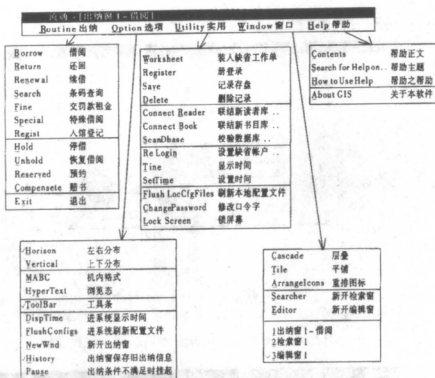 流通 - [出纳窗1 - 借阅]
Routine 出纳 Option 选项 Utility 实用 Window 窗口 Help 帮助
Borrow 借阅
Return 还回
Renewal 续借
Search 条码查询
Fine 交罚款租金
Special 特殊借阅
Regist 入馆登记
Hold 停借
Unhold 恢复借阅
Reserved 预约
Compensete 赔书
Exit 退出
Worksheet 装入缺省工作单
Register 册登录
Save 记录存盘
Delete 删除记录
Connect Reader 联结新读者库 ..
Connect Book 联结新书目库 ..
ScanDbase 校验数据库 ..
Re Login 设置缺省帐户 ..
Time 显示时间
SetTime 设置时间
Flush LocCfgFiles 刷新本地配置文件
ChangePassword 修改口令字
Lock Screen 锁屏幕
Contents 帮助正文
Search for Help on.. 帮助主题
How to Use Help 帮助之帮助
About GIS 关于本软件
√Horison 左右分布
Vertical 上下分布
MABC 机内格式
HyperText 浏览态
√ToolBar 工具条
DispTime 进系统显示时间
FlushConfigs 进系统刷新配置文件
NewWnd 新开出纳窗
√History 出纳窗保存旧出纳信息
Pause 出纳条件不满足时挂起
Cascade 层叠
Tile 平铺
ArrangeIcons 重排图标
Searcher 新开检索窗
Editor 新开编辑窗
1出纳窗1 - 借阅
2检索窗1
√3编辑窗1